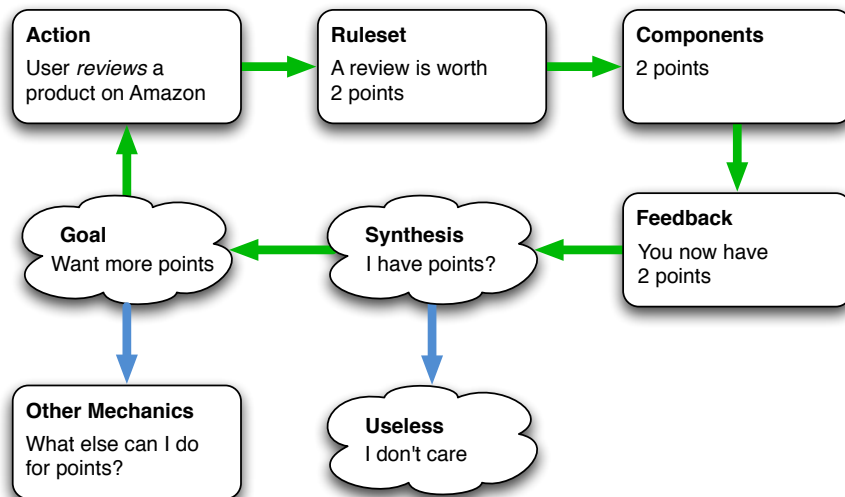 Action
User reviews a
product on Amazon
Ruleset
A review is worth
2 points
Components
2 points
Goal
Want more points
Synthesis
I have points?
Feedback
You now have
2 points
Other Mechanics
What else can I do
for points?
Useless
I don't care